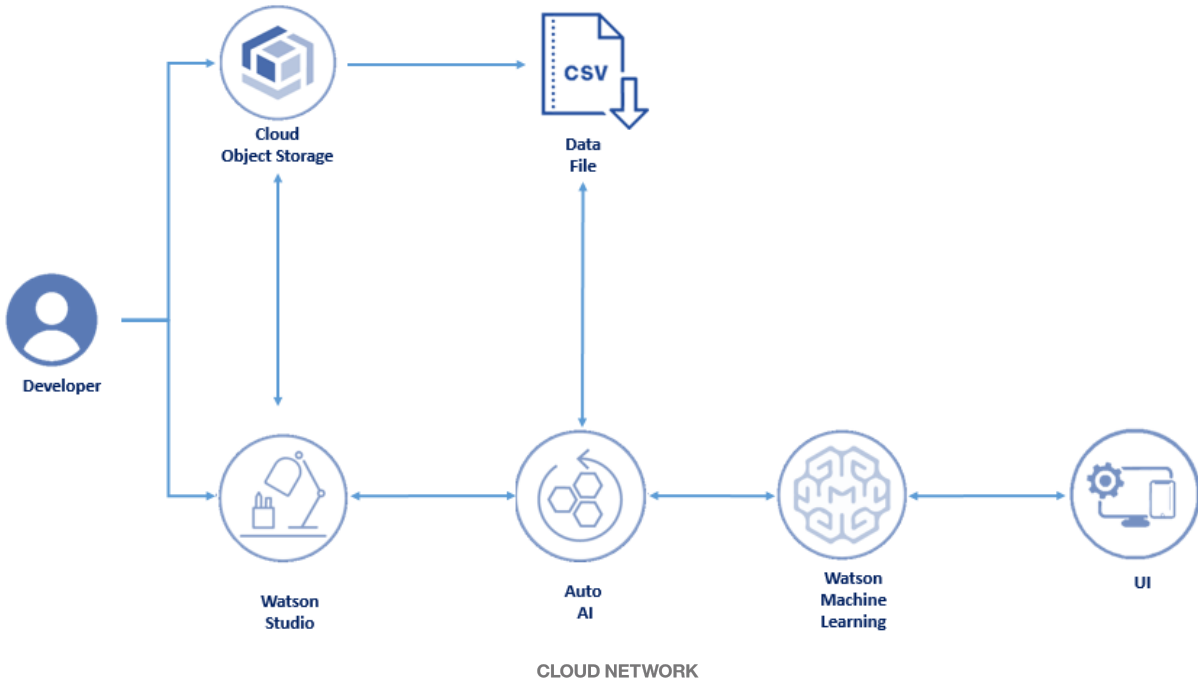 CSV
Cloud
Object Storage
Data
File
Developer
Watson
Studio
Auto
AI
M
Watson
Machine
Learning
UI
CLOUD NETWORK